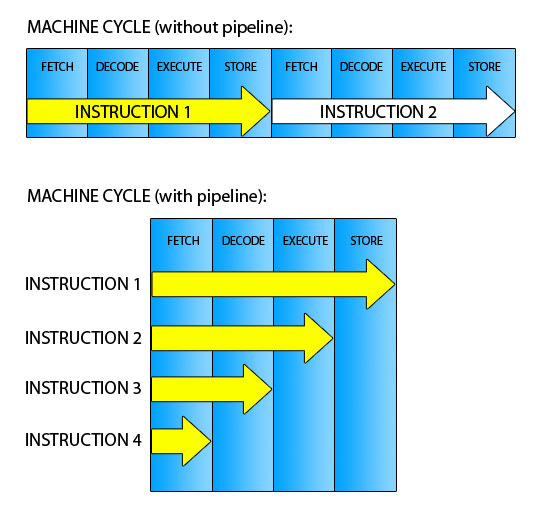 MACHINE CYCLE (without pipeline):
FETCH DECODE EXECUTE STORE FETCH DECODE EXECUTE STORE
INSTRUCTION 1 INSTRUCTION 2
MACHINE CYCLE (with pipeline):
FETCH DECODE EXECUTE STORE
INSTRUCTION 1
INSTRUCTION 2
INSTRUCTION 3
INSTRUCTION 4